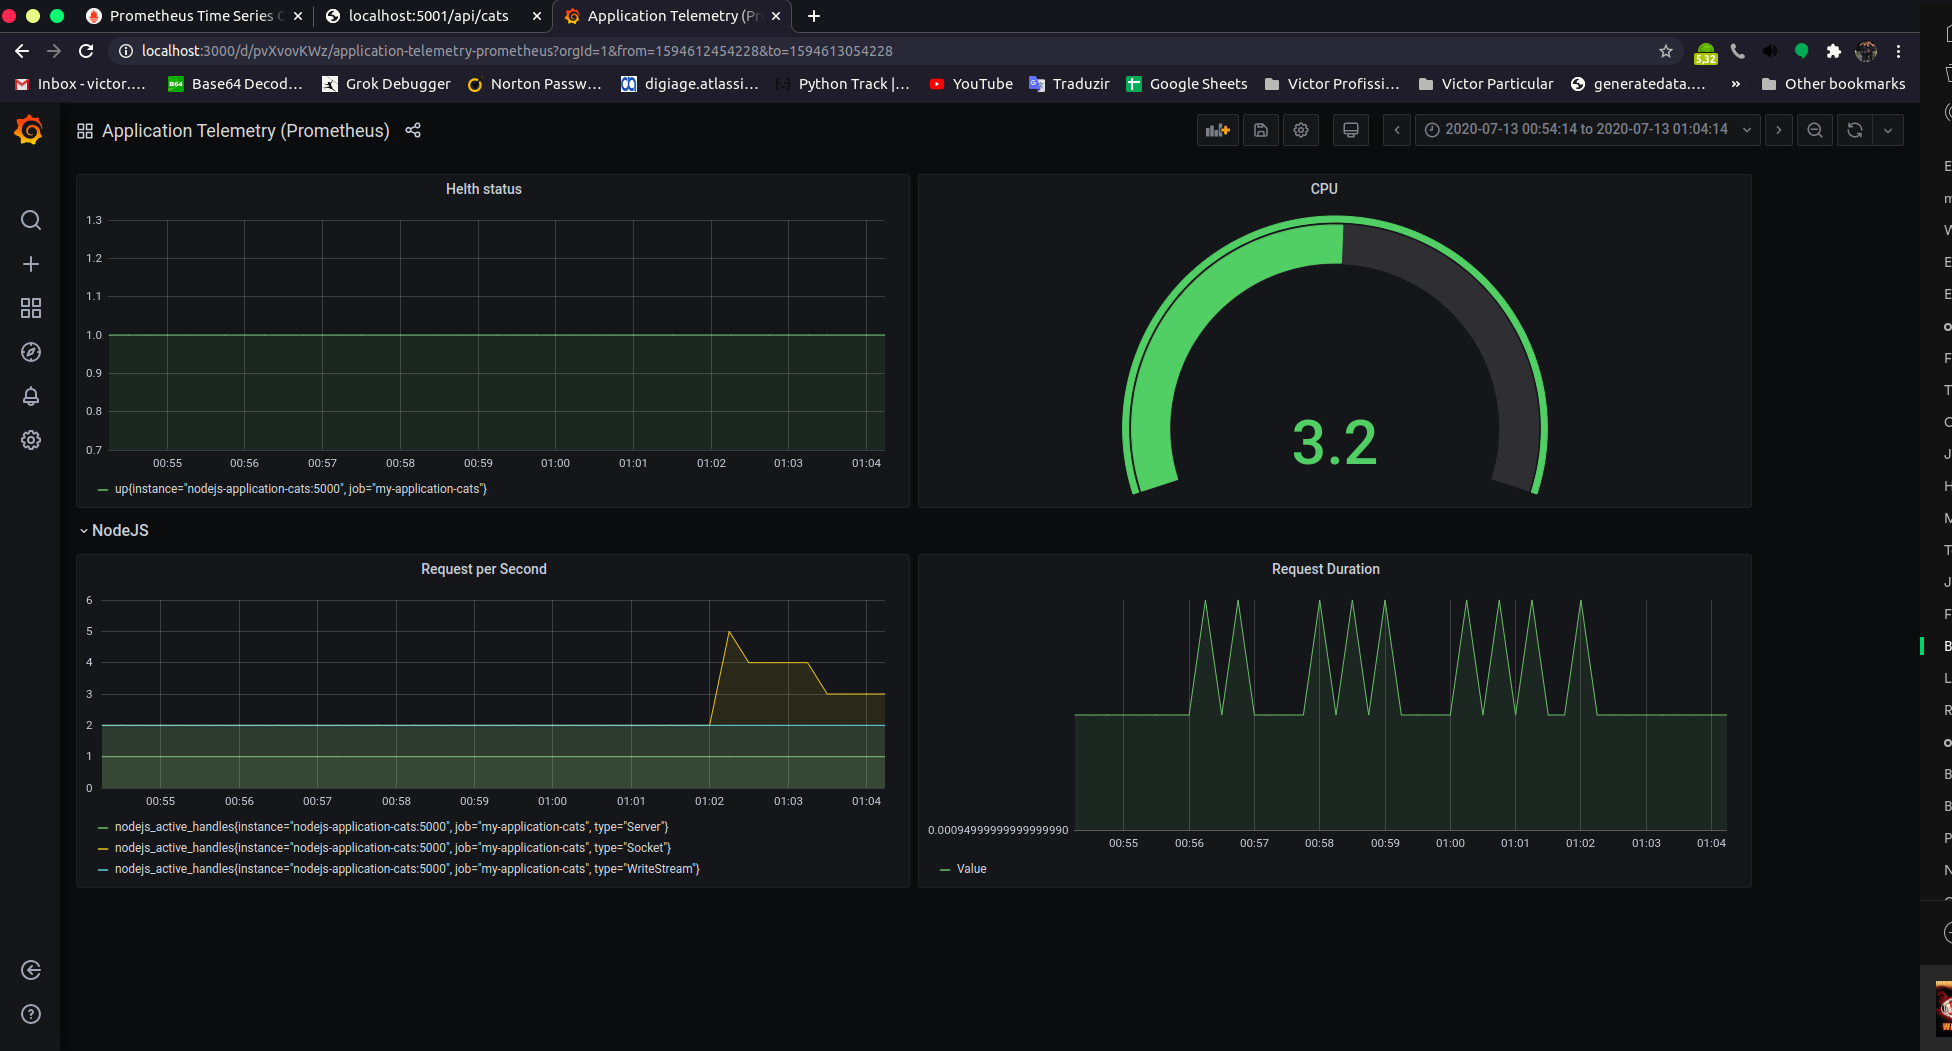 Prometheus Time Series C
localhost:5001/api/cats
Application Telemetry (Pr
localhost:3000/d/pvXvovKWz/application-telemetry-prometheus?orgId=1&from=1594612454228&to=1594613054228
5,32
Inbox - victor.... Base64 Decod... Grok Debugger Norton Passw... digiage.atlassi... Python Track |... YouTube Traduzir Google Sheets Victor Profissi... Victor Particular generatedata.... » Other bookmarks
Application Telemetry (Prometheus)
2020-07-13 00:54:14 to 2020-07-13 01:04:14
Helth status
1.3
1.2
1.1
1.0
0.9
0.8
0.7
00:55 00:56 00:57 00:58 00:59 01:00 01:01 01:02 01:03 01:04
up{instance="nodejs-application-cats:5000", job="my-application-cats"}
CPU
3.2
NodeJS
Request per Second
6
5
4
3
2
1
0
00:55 00:56 00:57 00:58 00:59 01:00 01:01 01:02 01:03 01:04
nodejs_active_handles{instance="nodejs-application-cats:5000", job="my-application-cats", type="Server"}
nodejs_active_handles{instance="nodejs-application-cats:5000", job="my-application-cats", type="Socket"}
nodejs_active_handles{instance="nodejs-application-cats:5000", job="my-application-cats", type="WriteStream"}
Request Duration
0.00094999999999999990
00:55 00:56 00:57 00:58 00:59 01:00 01:01 01:02 01:03 01:04
Value